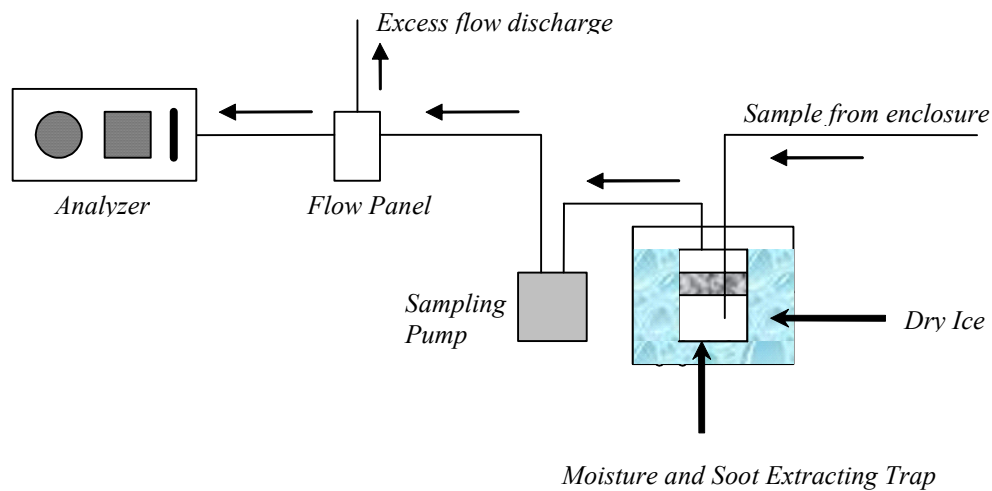 Excess flow discharge
Sample from enclosure
Analyzer
Flow Panel
Sampling
Pump
Dry Ice
Moisture and Soot Extracting Trap